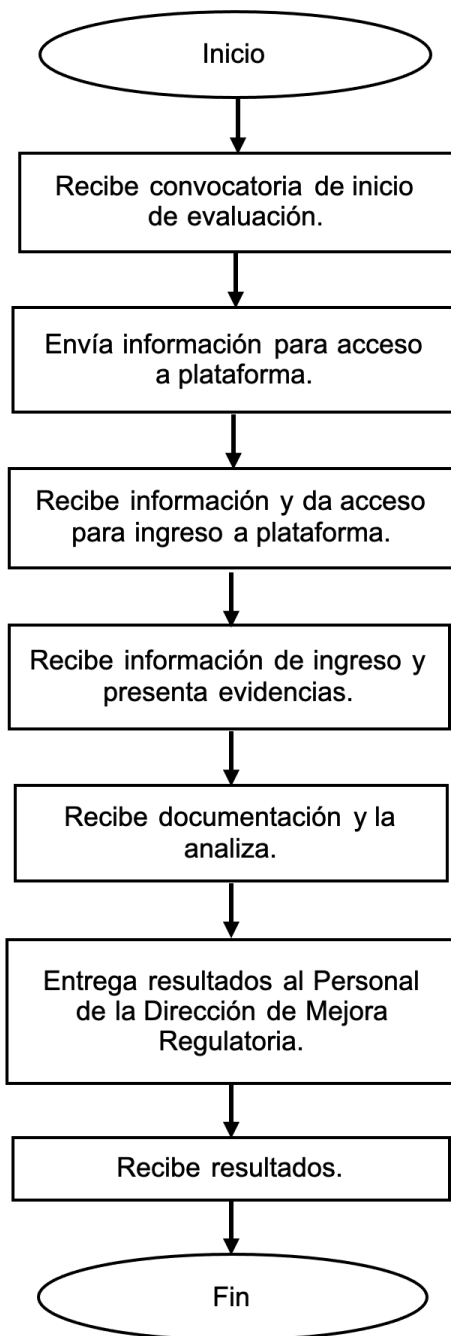 Inicio
Recibe convocatoria de inicio
de evaluación.
Envía información para acceso
a plataforma.
Recibe información y da acceso
para ingreso a plataforma.
Recibe información de ingreso y
presenta evidencias.
Recibe documentación y la
analiza.
Entrega resultados al Personal
de la Dirección de Mejora
Regulatoria.
Recibe resultados.
Fin